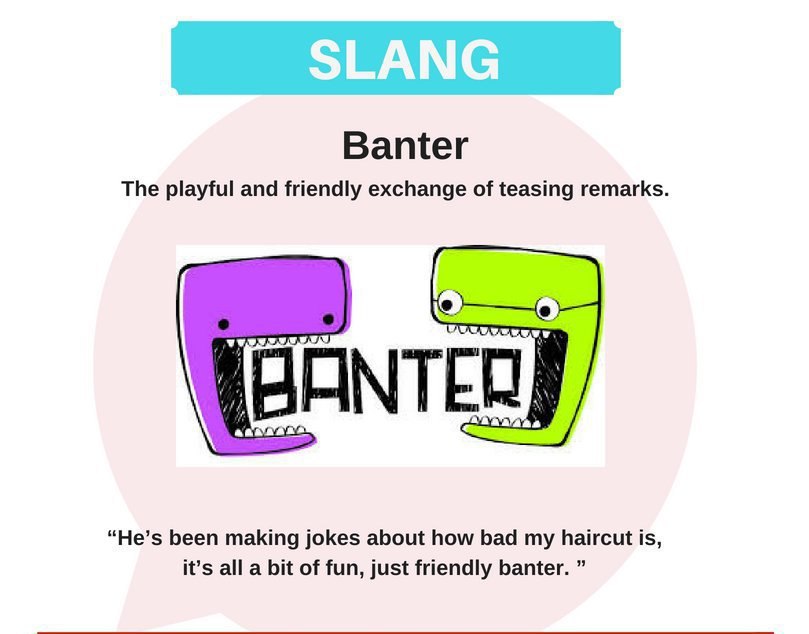 SLANG
Banter
The playful and friendly exchange of teasing remarks.
BANTER
“He’s been making jokes about how bad my haircut is,
it’s all a bit of fun, just friendly banter. ”